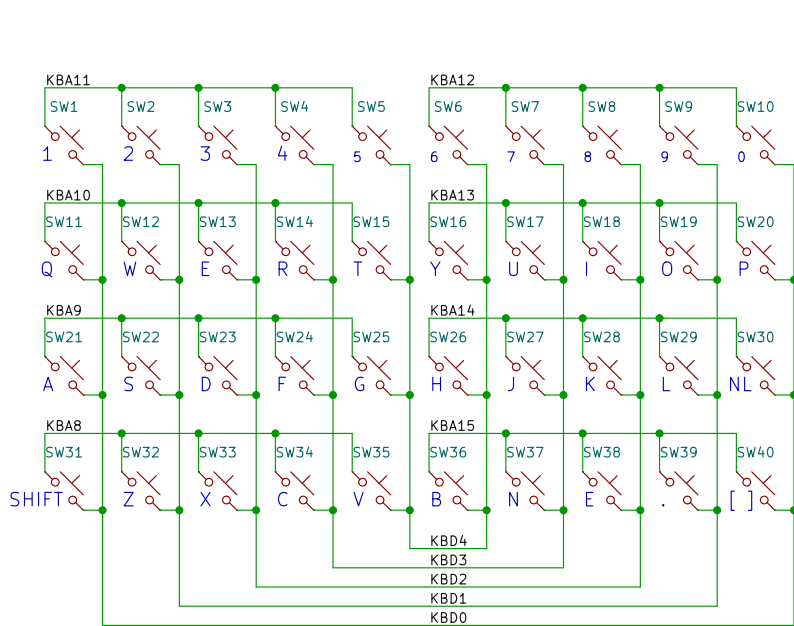 KBA11 KBA12
SW1 SW2 SW3 SW4 SW5 SW6 SW7 SW8 SW9 SW10
1 2 3 4 5 6 7 8 9 0
KBA10 KBA13
SW11 SW12 SW13 SW14 SW15 SW16 SW17 SW18 SW19 SW20
Q W E R T Y U I O P
KBA9 KBA14
SW21 SW22 SW23 SW24 SW25 SW26 SW27 SW28 SW29 SW30
A S D F G H J K L NL
KBA8 KBA15
SW31 SW32 SW33 SW34 SW35 SW36 SW37 SW38 SW39 SW40
SHIFT Z X C V B N E . [ ]
KBD4
KBD3
KBD2
KBD1
KBD0